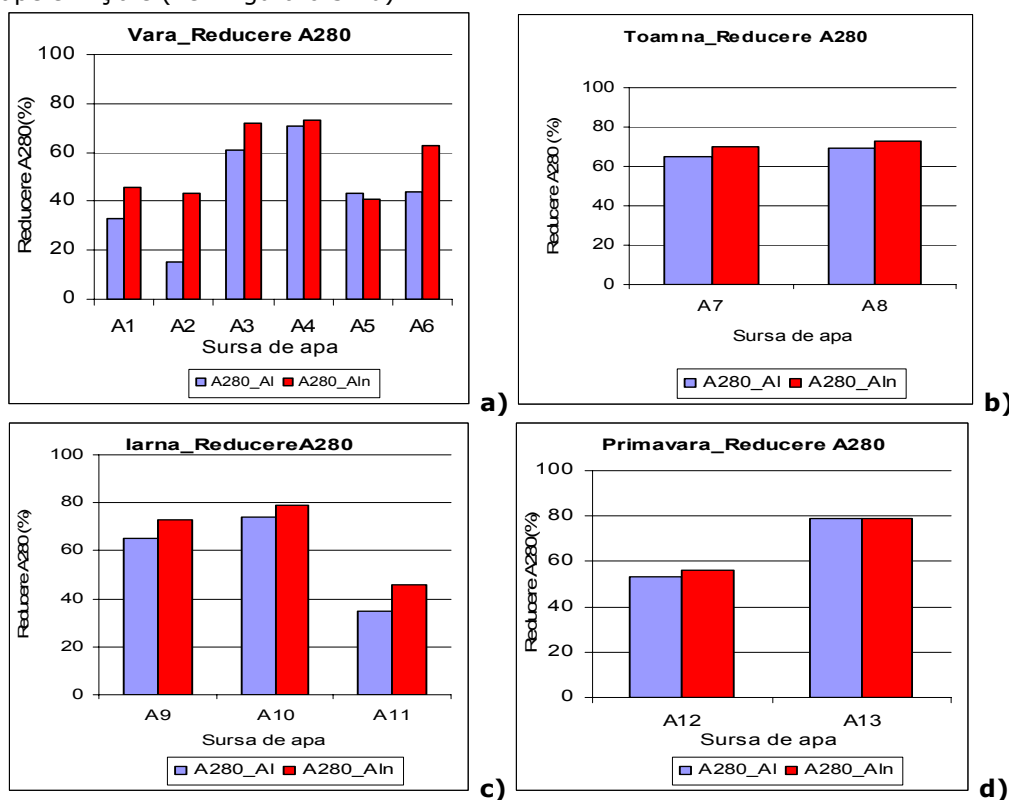 Vara_Reducere A280
Reducere A280(%)
100
80
60
40
20
0
A1 A2 A3 A4 A5 A6
Sursa de apa
A280_Al A280_Aln
a)
Toamna_Reducere A280
Reducere A280 (%)
100
80
60
40
20
0
A7 A8
Sursa de apa
A280_Al A280_Aln
b)
Iarna_ReducereA280
Reducere A280 (%)
100
80
60
40
20
0
A9 A10 A11
Sursa de apa
A280_Al A280_Aln
c)
Primavara_Reducere A280
Reducere A280(%)
100
80
60
40
20
0
A12 A13
Sursa de apa
A280_Al A280_Aln
d)